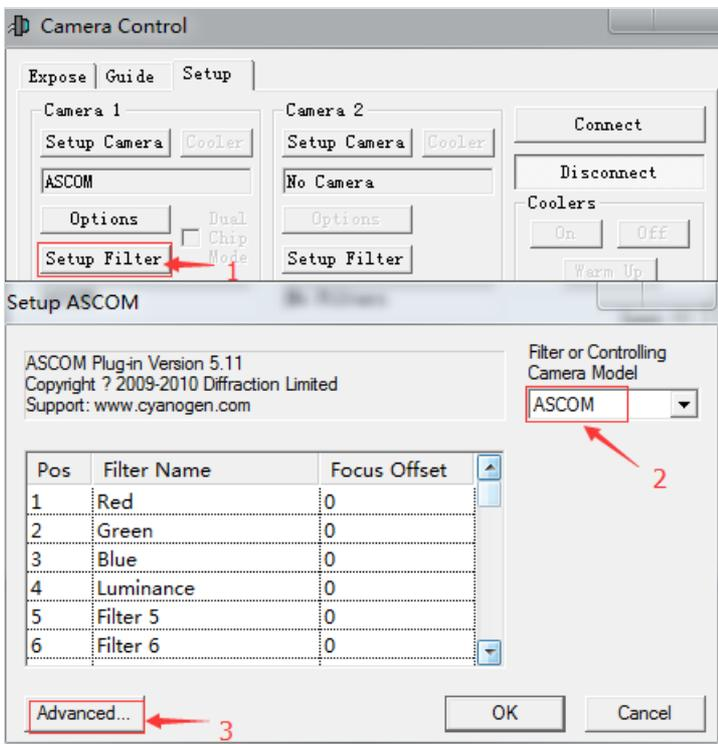 Camera Control
Expose Guide Setup
Camera 1
Setup Camera Cooler
ASCOM
Options Dual Chip Mode
Setup Filter
1
Camera 2
Setup Camera Cooler
No Camera
Options
Setup Filter
Connect
Disconnect
Coolers
On Off
Warm Up
Setup ASCOM
ASCOM Plug-in Version 5.11
Copyright ? 2009-2010 Diffraction Limited
Support: www.cyanogen.com
Filter or Controlling
Camera Model
ASCOM
2
Pos Filter Name Focus Offset
1 Red 0
2 Green 0
3 Blue 0
4 Luminance 0
5 Filter 5 0
6 Filter 6 0
Advanced...
3
OK Cancel